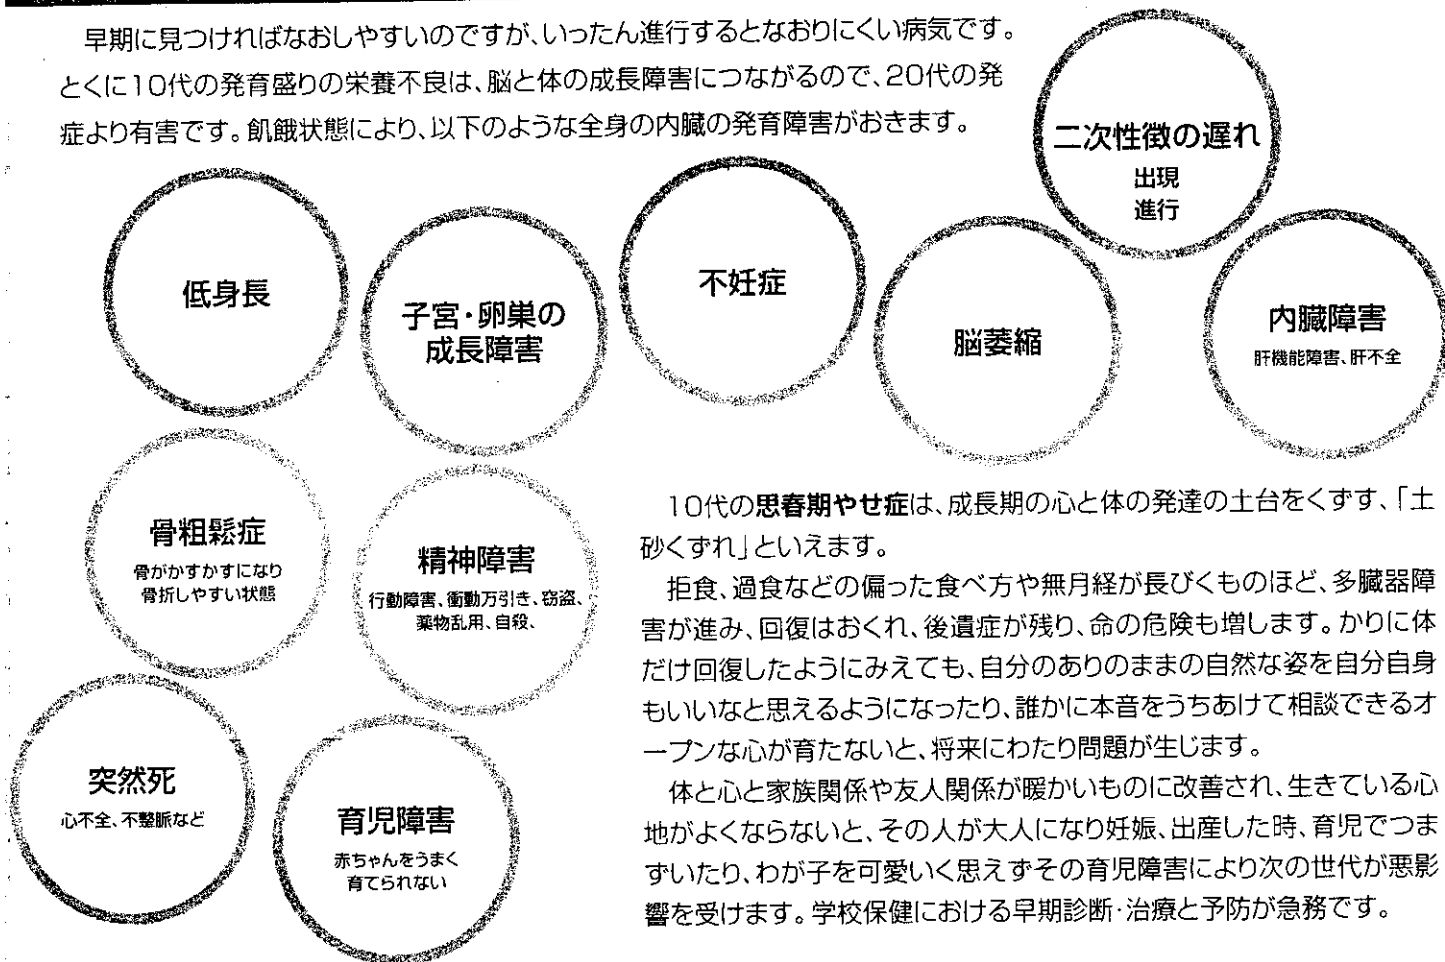 早期に見つければなおしやすいのですが、いったん進行するとなおりにくい病気です。
とくに10代の発育盛りの栄養不良は、脳と体の成長障害につながるので、20代の発
症より有害です。飢餓状態により、以下のような全身の内臓の発育障害がおきます。
二次性徴の遅れ
出現
進行
低身長
子宮・卵巣の
成長障害
不妊症
脳萎縮
内臓障害
肝機能障害、肝不全
骨粗鬆症
骨がかすかすになり
骨折しやすい状態
精神障害
行動障害、衝動万引き、窃盗、
薬物乱用、自殺、
突然死
心不全、不整脈など
育児障害
赤ちゃんをうまく
育てられない
10代の思春期やせ症は、成長期の心と体の発達の土台をくずす、「土
砂くずれ」といえます。
拒食、過食などの偏った食べ方や無月経が長びくものほど、多臓器障
害が進み、回復はおくれ、後遺症が残り、命の危険も増します。かりに体
だけ回復したようにみえても、自分のありのままの自然な姿を自分自身
もいいなと思えるようになったり、誰かに本音をうちあけて相談できるオ
ープンな心が育たないと、将来にわたり問題が生じます。
体と心と家族関係や友人関係が暖かいものに改善され、生きている心
地がよくならないと、その人が大人になり妊娠、出産した時、育児でつま
ずいたり、わが子を可愛いく思えずその育児障害により次の世代が悪影
響を受けます。学校保健における早期診断・治療と予防が急務です。